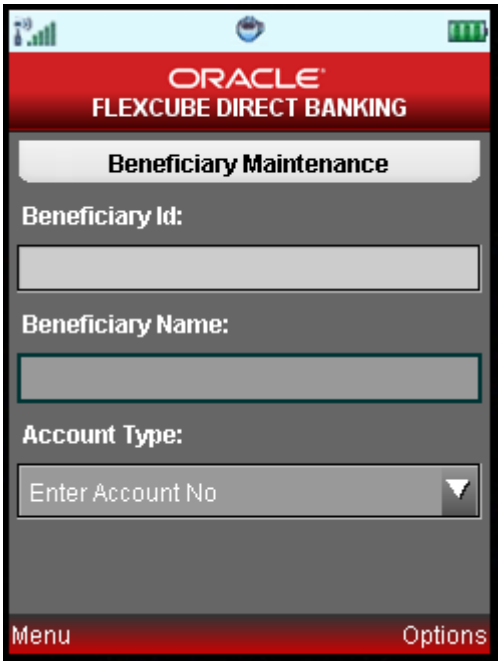 ORACLE
FLEXCUBE DIRECT BANKING
Beneficiary Maintenance
Beneficiary Id:
Beneficiary Name:
Account Type:
Enter Account No
Menu
Options